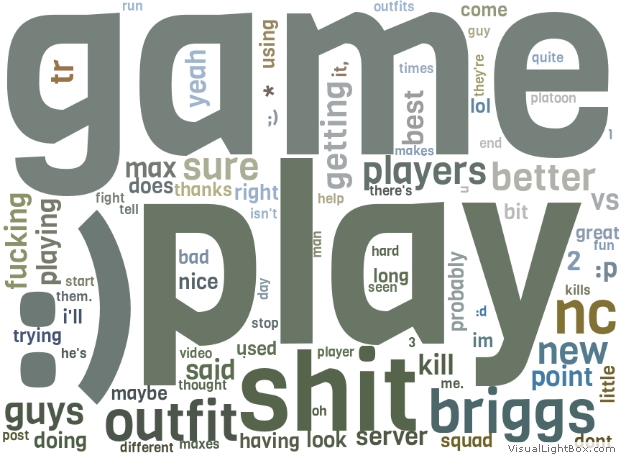 run
outfits
come
guy
game
tr
yeah
using
*
;)
it,
getting
times
best
makes
they're
lol
quite
platoon
end
1
max
sure
does
thanks
right
players
there's
u
better
vs
fight
tell
isn't
help
bit
fucking
playing
:)
play
man
great
fun
2
:p
bad
nice
day
hard
long
seen
probably
start
them.
i'll
trying
he's
stop
:d
im
kills
nc
new
point
little
video
said
used
thought
player
3
kill
me.
shit
oh
maybe
guys
outfit
briggs
post
doing
different
maxes
having
look
server
squad
dont
VisualLightBox.com